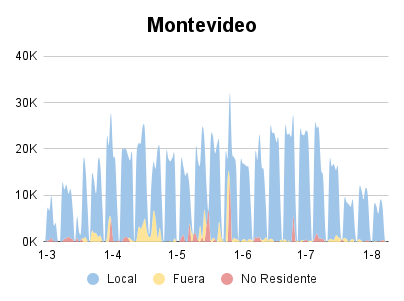 Montevideo
40K
30K
20K
10K
0K
1-3 1-4 1-5 1-6 1-7 1-8
Local Fuera No Residente